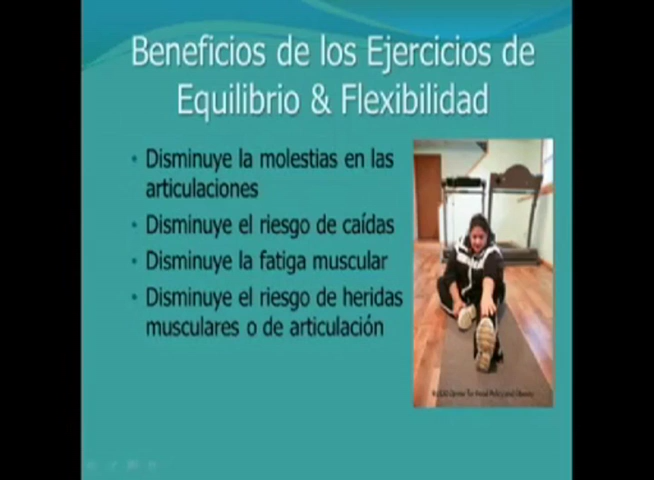 Beneficios de los Ejercicios de
Equilibrio & Flexibilidad
• Disminuye la molestias en las
articulaciones
• Disminuye el riesgo de caídas
• Disminuye la fatiga muscular
• Disminuye el riesgo de heridas
musculares o de articulación